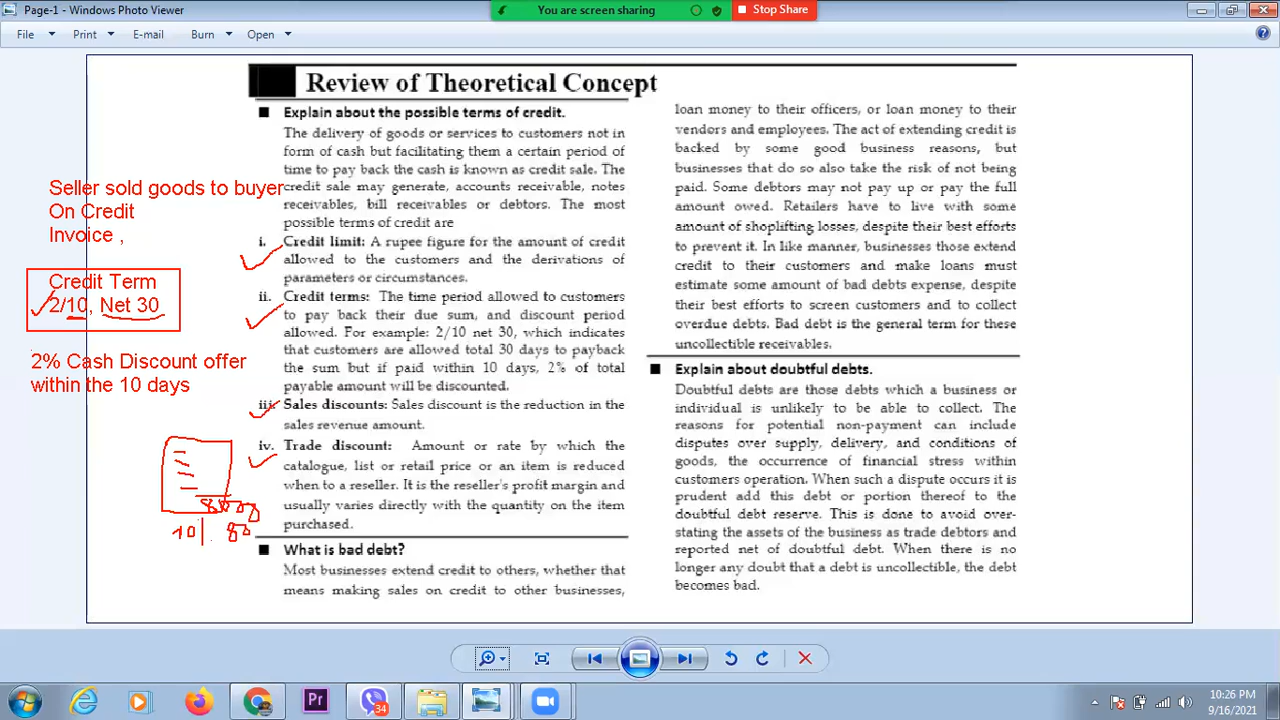 Page-1 - Windows Photo Viewer
You are screen sharing
Stop Share
File
Print
E-mail
Burn
Open
Review of Theoretical Concept
Explain about the possible terms of credit.
The delivery of goods or services to customers not in
form of cash but facilitating them a certain period of
time to pay back the cash is known as credit sale. The
credit sale may generate, accounts receivable, notes
receivables, bill receivables or debtors. The most
possible terms of credit are
i. Credit limit: A rupee figure for the amount of credit
allowed to the customers and the derivations of
parameters or circumstances.
ii. Credit terms: The time period allowed to customers
to pay back their due sum, and discount period
allowed. For example: 2/10 net 30, which indicates
that customers are allowed total 30 days to payback
the sum but if paid within 10 days, 2% of total
payable amount will be discounted.
iii. Sales discounts: Sales discount is the reduction in the
sales revenue amount.
iv. Trade discount: Amount or rate by which the
catalogue, list or retail price or an item is reduced
when to a reseller. It is the reseller's profit margin and
usually varies directly with the quantity on the item
purchased.
What is bad debt?
Most businesses extend credit to others, whether that
means making sales on credit to other businesses,
loan money to their officers, or loan money to their
vendors and employees. The act of extending credit is
backed by some good business reasons, but
businesses that do so also take the risk of not being
paid. Some debtors may not pay up or pay the full
amount owed. Retailers have to live with some
amount of shoplifting losses, despite their best efforts
to prevent it. In like manner, businesses those extend
credit to their customers and make loans must
estimate some amount of bad debts expense, despite
their best efforts to screen customers and to collect
overdue debts. Bad debt is the general term for these
uncollectible receivables.
Explain about doubtful debts.
Doubtful debts are those debts which a business or
individual is unlikely to be able to collect. The
reasons for potential non-payment can include
disputes over supply, delivery, and conditions of
goods, the occurrence of financial stress within
customers operation. When such a dispute occurs it is
prudent add this debt or portion thereof to the
doubtful debt reserve. This is done to avoid over-
stating the assets of the business as trade debtors and
reported net of doubtful debt. When there is no
longer any doubt that a debt is uncollectible, the debt
becomes bad.
Seller sold goods to buyer
On Credit
Invoice ,
Credit Term
2/10, Net 30
2% Cash Discount offer
within the 10 days
10 80
Pr
34
10:26 PM
9/16/2021